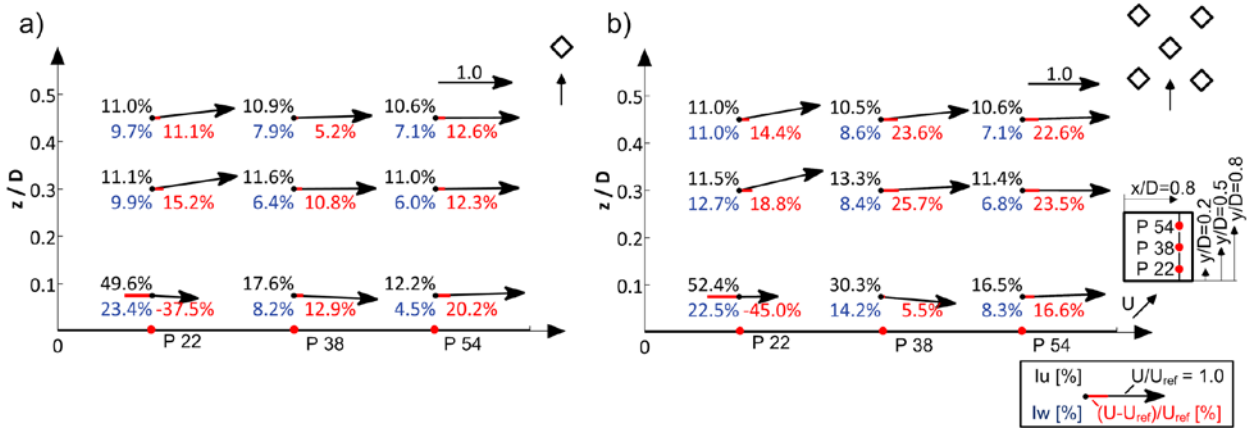 a)
1.0
z / D
0.5
11.0% 10.9% 10.6%
9.7% 11.1% 7.9% 5.2% 7.1% 12.6%
0.4
0.3
11.1% 11.6% 11.0%
9.9% 15.2% 6.4% 10.8% 6.0% 12.3%
0.2
0.1
49.6% 17.6% 12.2%
23.4% -37.5% 8.2% 12.9% 4.5% 20.2%
0 P 22 P 38 P 54
b)
1.0
z / D
0.5
11.0% 10.5% 10.6%
11.0% 14.4% 8.6% 23.6% 7.1% 22.6%
0.4
0.3
11.5% 13.3% 11.4%
12.7% 18.8% 8.4% 25.7% 6.8% 23.5%
0.2
0.1
52.4% 30.3% 16.5%
22.5% -45.0% 14.2% 5.5% 8.3% 16.6%
0 P 22 P 38 P 54
x/D=0.8
P 54
P 38
P 22
y/D=0.2
y/D=0.5
y/D=0.8
U
Iu [%] U/Uref = 1.0
Iw [%] (U-Uref)/Uref [%]